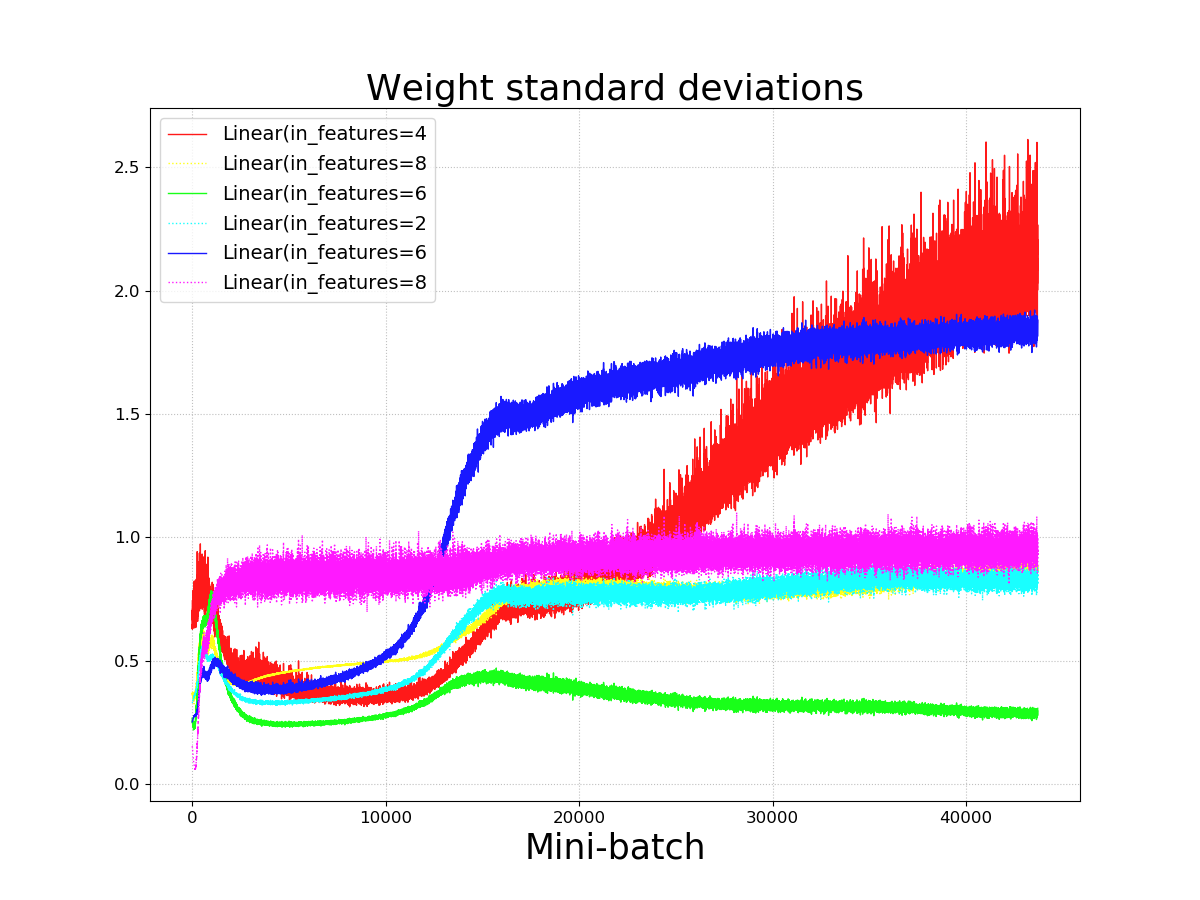 Weight standard deviations
Linear(in_features=4
Linear(in_features=8
Linear(in_features=6
Linear(in_features=2
Linear(in_features=6
Linear(in_features=8
2.5
2.0
1.5
1.0
0.5
0.0
0 10000 20000 30000 40000
Mini-batch